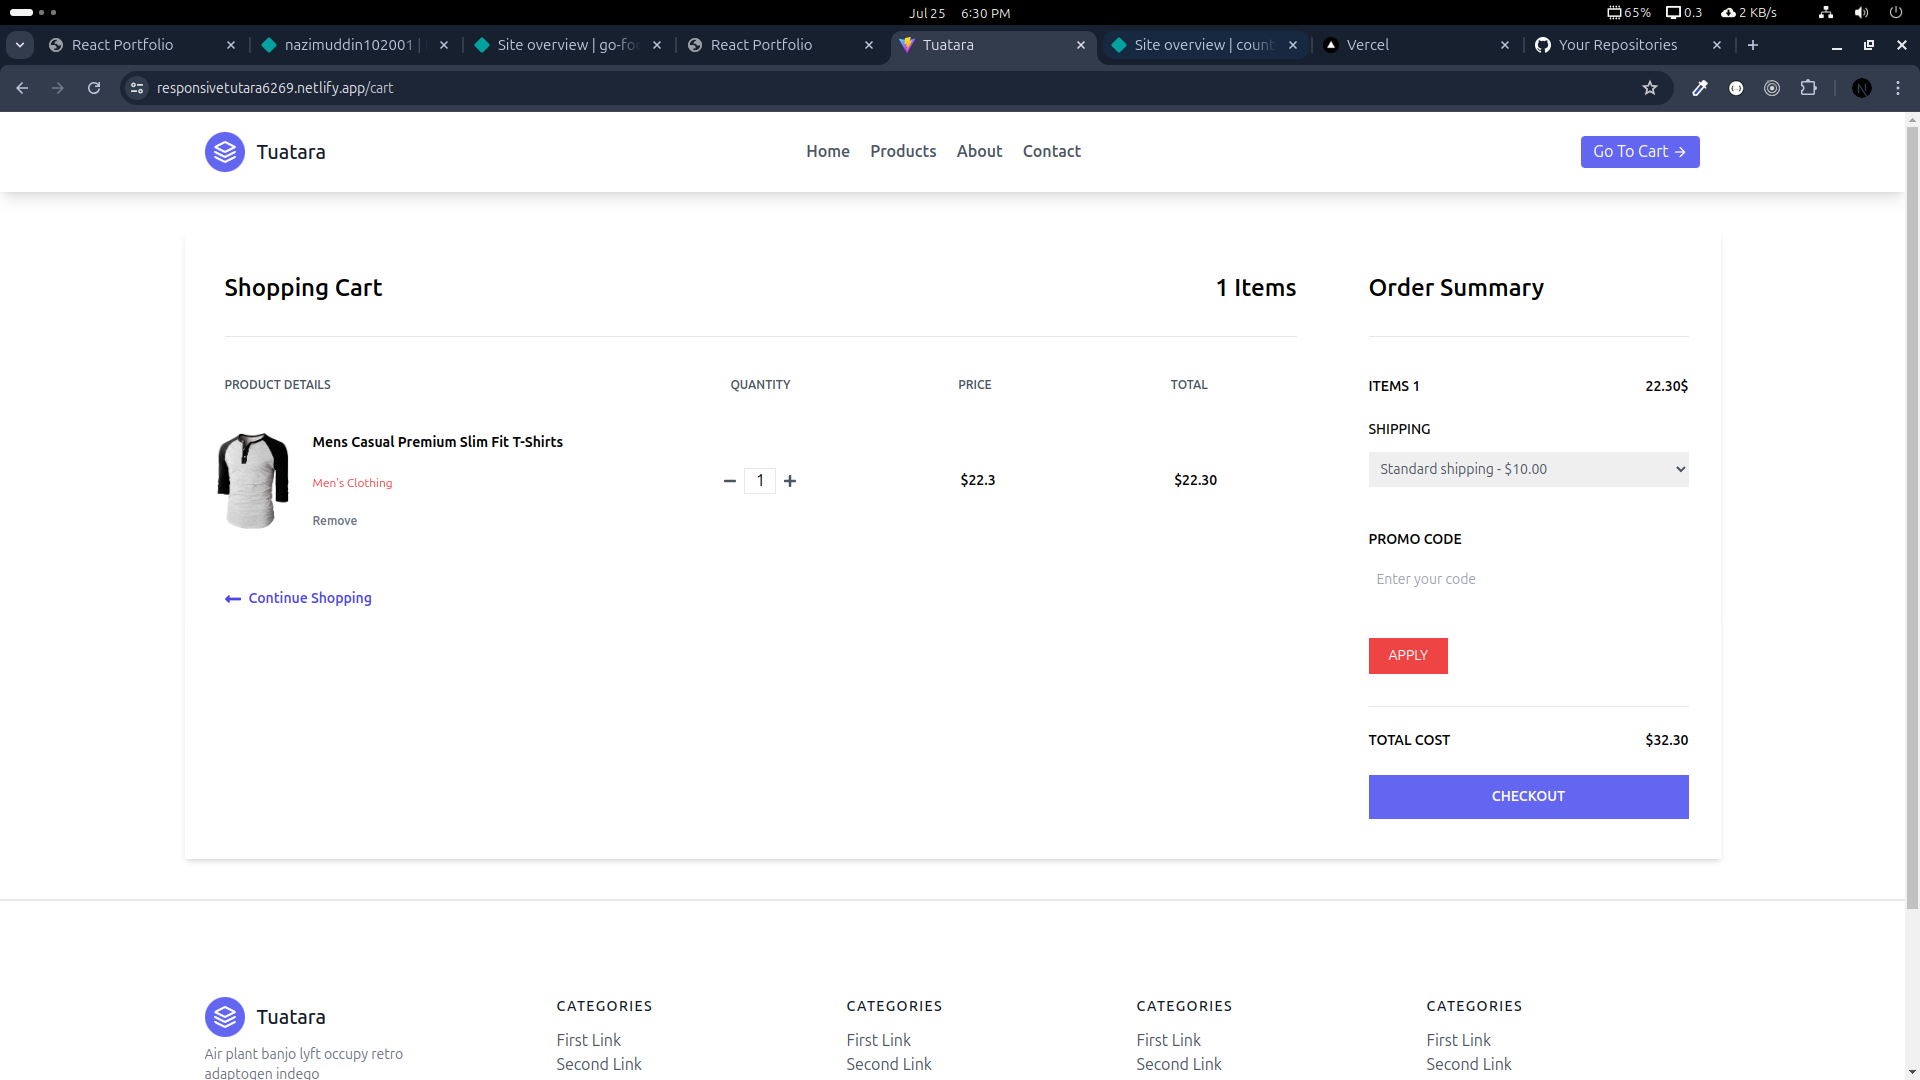 Jul 25 6:30 PM
65% 0.3 2 KB/s
React Portfolio
nazimuddin102001 |
Site overview | go-foo
React Portfolio
Tuatara
Site overview | count
Vercel
Your Repositories
responsivetutara6269.netlify.app/cart
N
Tuatara
Home Products About Contact
Go To Cart →
Shopping Cart
1 Items
PRODUCT DETAILS QUANTITY PRICE TOTAL
Mens Casual Premium Slim Fit T-Shirts
Men's Clothing
Remove
− 1 +
$22.3
$22.30
← Continue Shopping
Order Summary
ITEMS 1 22.30$
SHIPPING
Standard shipping - $10.00
PROMO CODE
Enter your code
APPLY
TOTAL COST $32.30
CHECKOUT
Tuatara
Air plant banjo lyft occupy retro
adaptogen indego
CATEGORIES
First Link
Second Link
CATEGORIES
First Link
Second Link
CATEGORIES
First Link
Second Link
CATEGORIES
First Link
Second Link